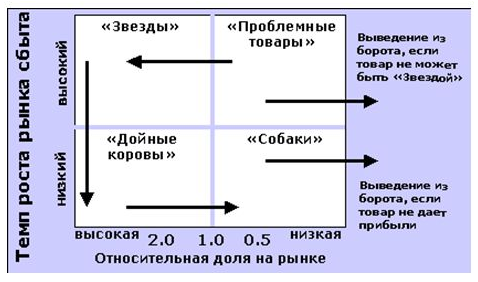 «Звезды»
«Проблемные
товары»
Выведение из
борота, если
товар не может
быть «Звездой»
«Дойные
коровы»
«Собаки»
Выведение из
борота, если
товар не дает
прибыли
Темп роста рынка сбыта
высокий
низкий
высокая 2.0 1.0 0.5 низкая
Относительная доля на рынке